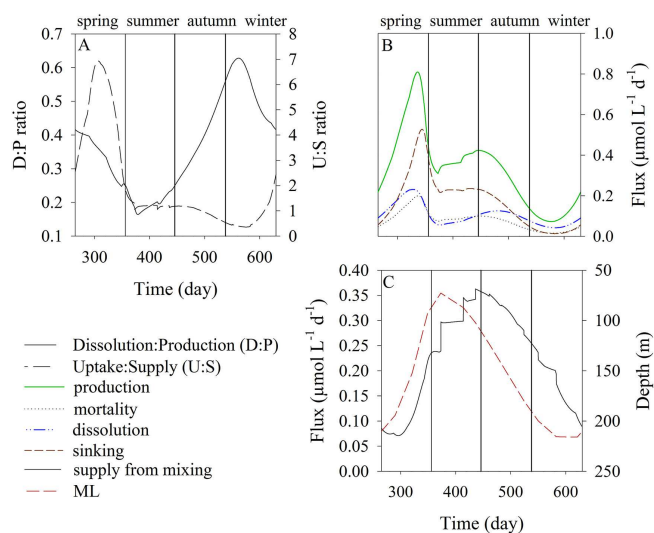 spring summer autumn winter
spring summer autumn winter
A
0.7
0.6
0.5
0.4
0.3
0.2
0.1
D:P ratio
8
7
6
5
4
3
2
1
0
U:S ratio
300 400 500 600
Time (day)
B
1.0
0.8
0.6
0.4
0.2
0.0
Flux (µmol L⁻¹ d⁻¹)
C
0.40
0.35
0.30
0.25
0.20
0.15
0.10
0.05
0.00
Flux (µmol L⁻¹ d⁻¹)
50
100
150
200
250
Depth (m)
300 400 500 600
Time (day)
Dissolution:Production (D:P)
Uptake:Supply (U:S)
production
mortality
dissolution
sinking
supply from mixing
ML